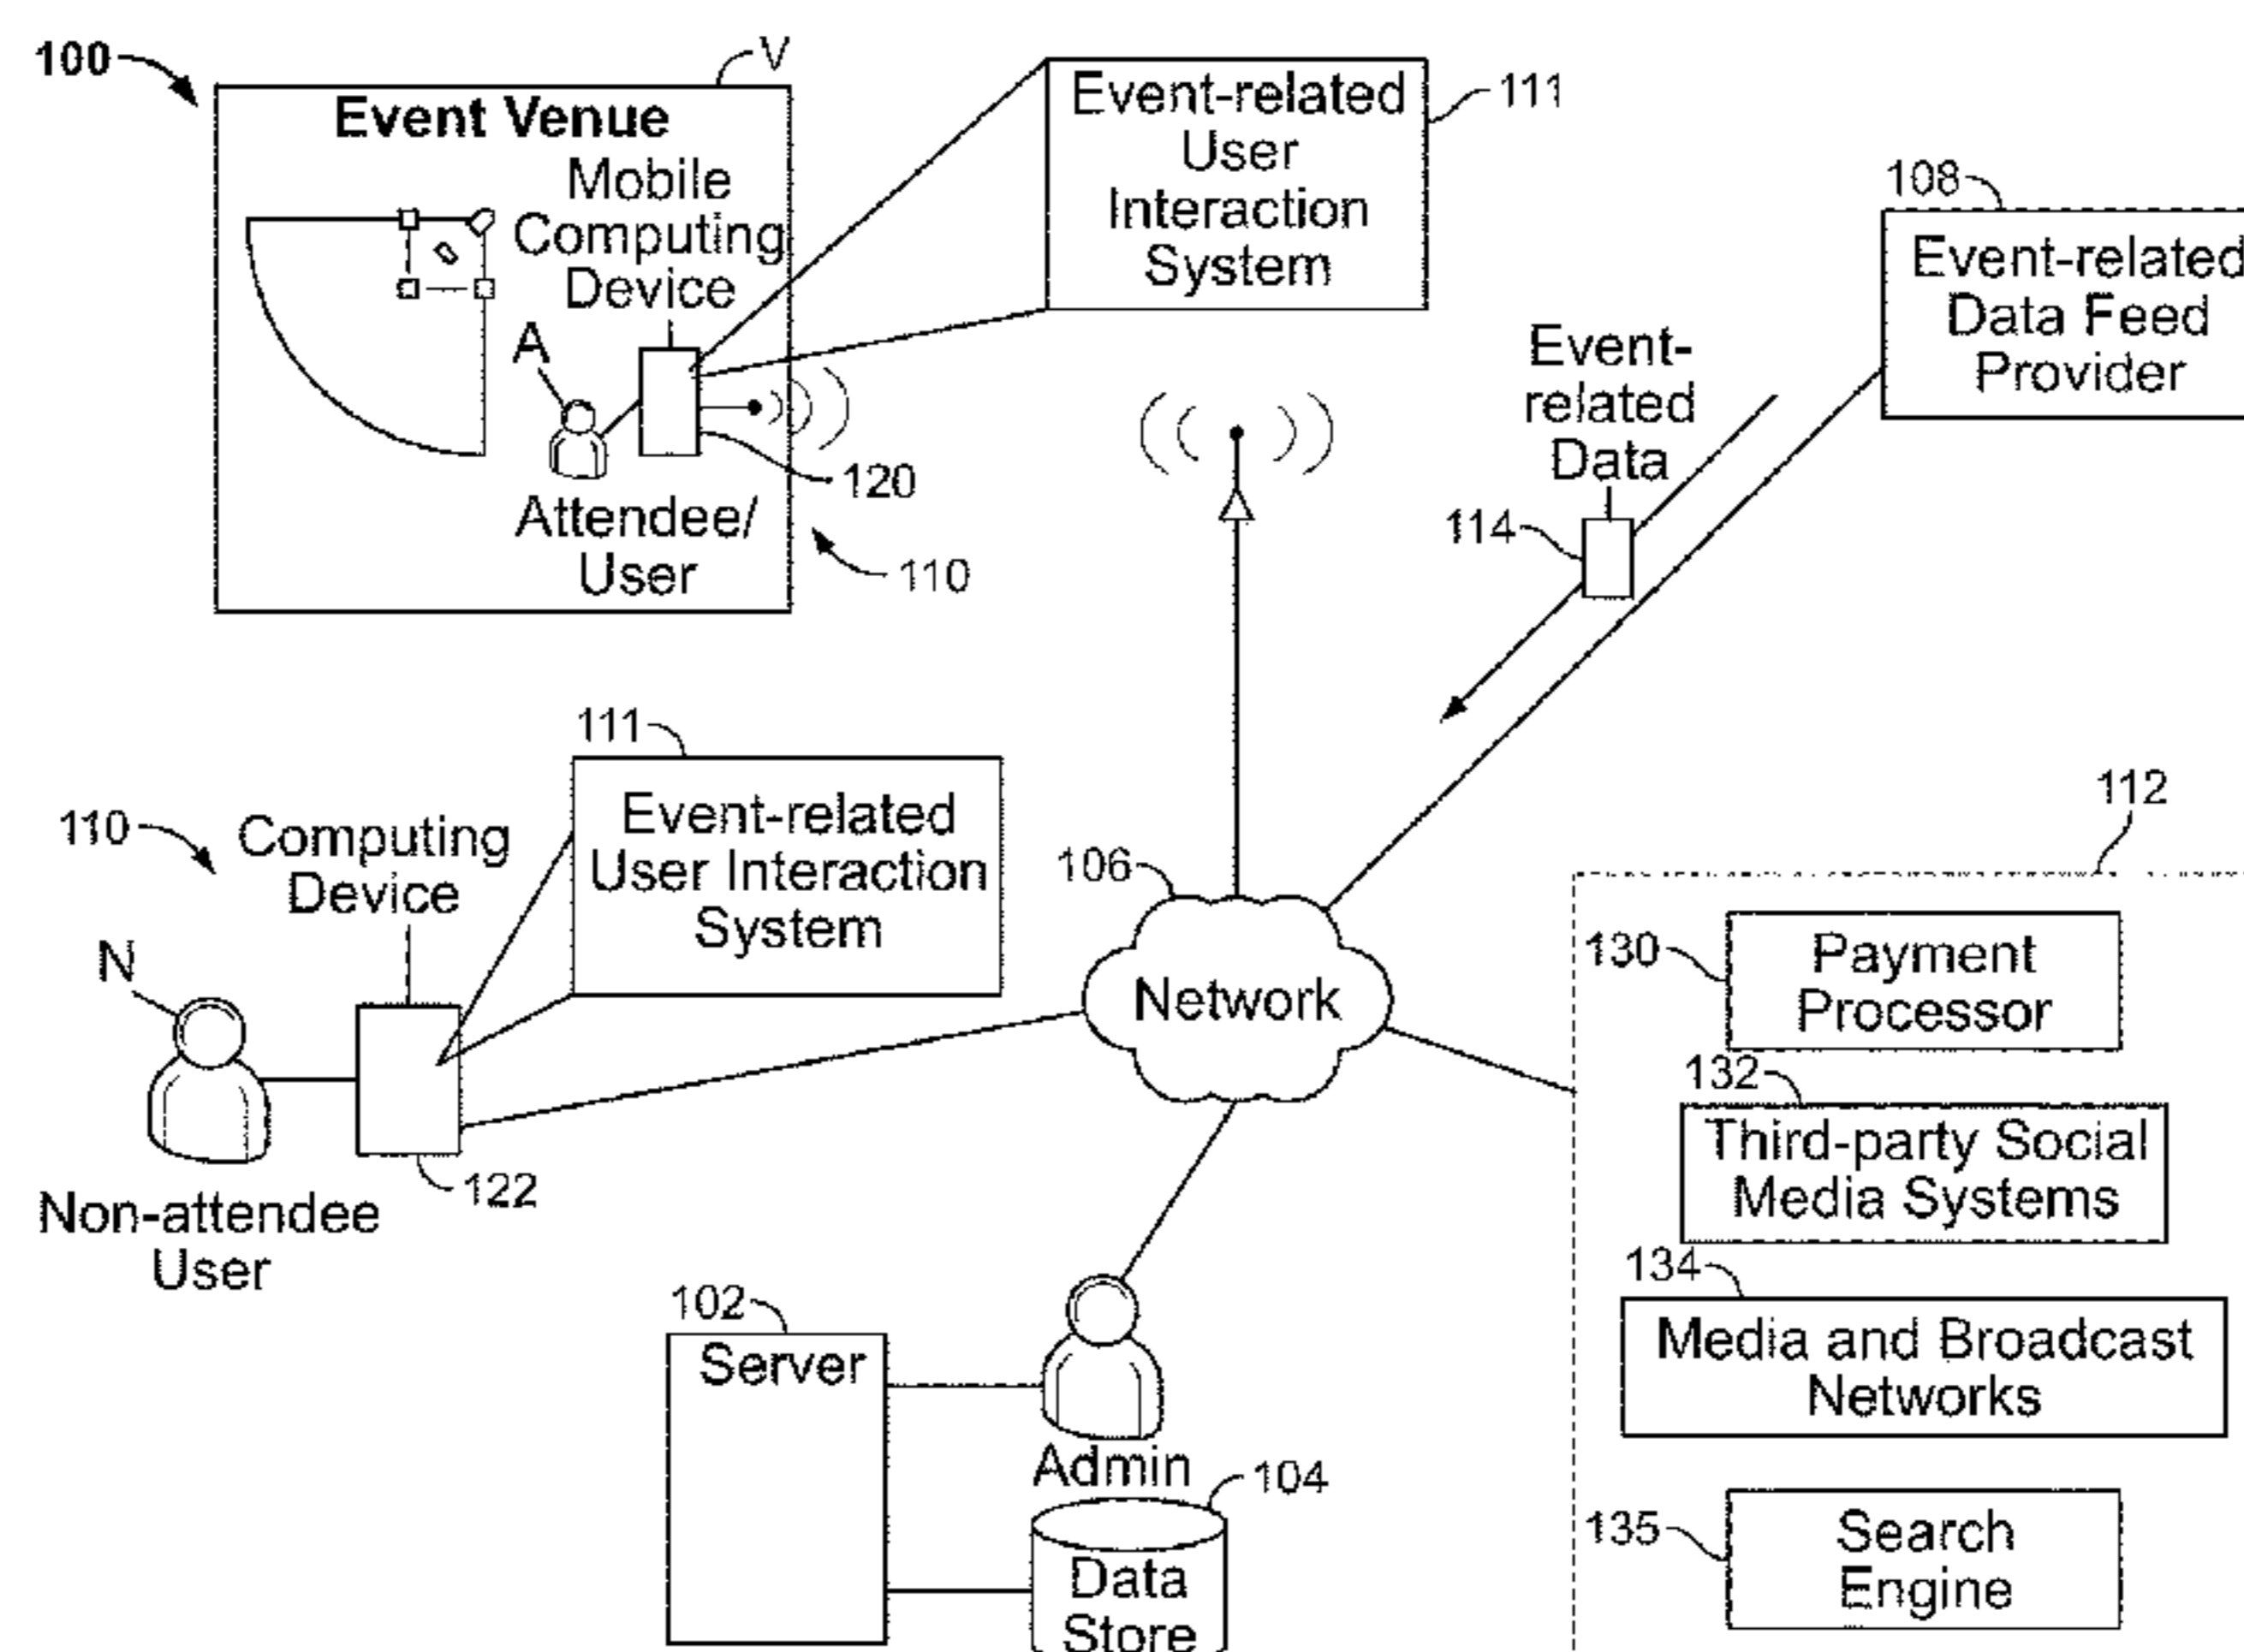 100
V
Event Venue
Mobile
Computing
Device
A
120
Attendee/
User
110
Event-related
User
Interaction
System
111
108
Event-related
Data Feed
Provider
Event-
related
Data
114
111
Event-related
User Interaction
System
110
Computing
Device
N
122
Non-attendee
User
106
Network
112
130
Payment
Processor
132
Third-party Social
Media Systems
134
Media and Broadcast
Networks
135
Search
Engine
102
Server
Admin
104
Data
Store